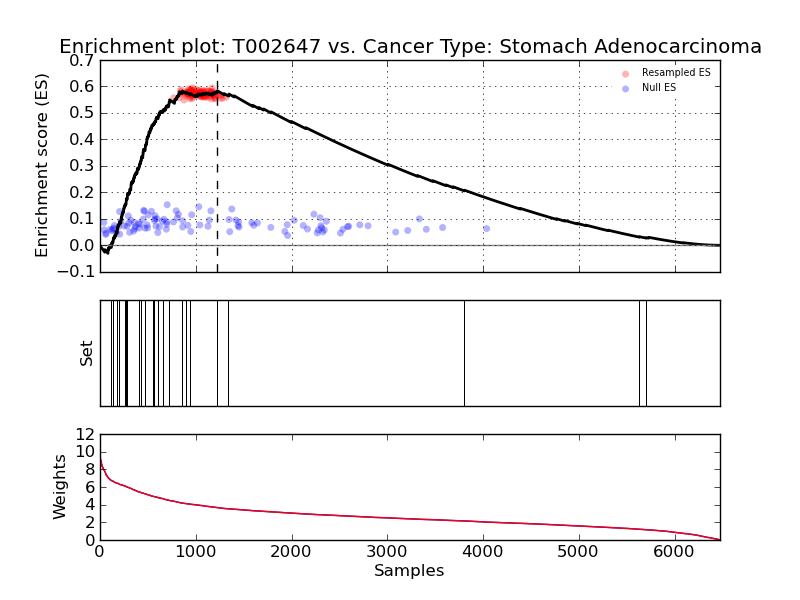 Enrichment plot: T002647 vs. Cancer Type: Stomach Adenocarcinoma
0.7
0.6
0.5
0.4
0.3
0.2
0.1
0.0
−0.1
Enrichment score (ES)
Resampled ES
Null ES
Set
12
10
8
6
4
2
0
Weights
0 1000 2000 3000 4000 5000 6000
Samples